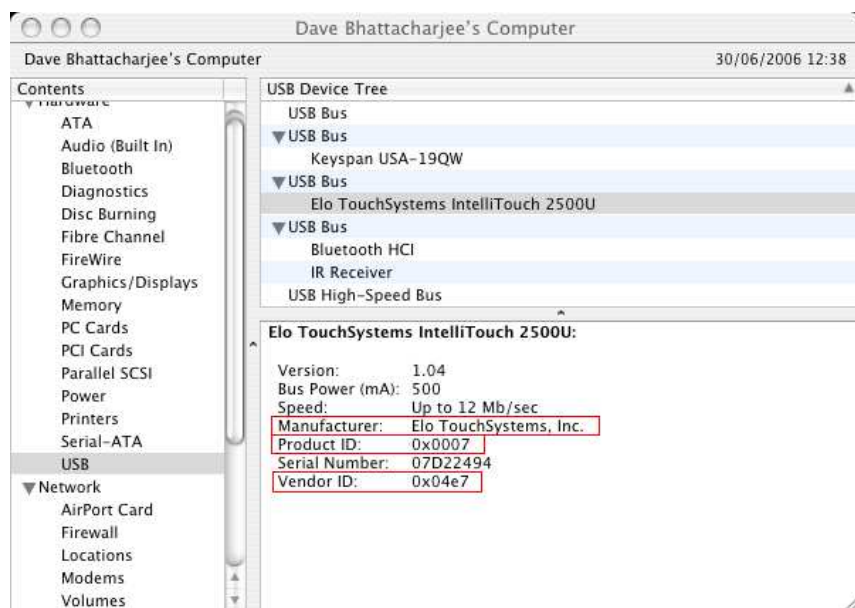 Dave Bhattacharjee's Computer
Dave Bhattacharjee's Computer 30/06/2006 12:38
Contents
Hardware
ATA
Audio (Built In)
Bluetooth
Diagnostics
Disc Burning
Fibre Channel
FireWire
Graphics/Displays
Memory
PC Cards
PCI Cards
Parallel SCSI
Power
Printers
Serial-ATA
USB
Network
AirPort Card
Firewall
Locations
Modems
Volumes
USB Device Tree
USB Bus
USB Bus
Keyspan USA-19QW
USB Bus
Elo TouchSystems IntelliTouch 2500U
USB Bus
Bluetooth HCI
IR Receiver
USB High-Speed Bus
Elo TouchSystems IntelliTouch 2500U:
Version: 1.04
Bus Power (mA): 500
Speed: Up to 12 Mb/sec
Manufacturer: Elo TouchSystems, Inc.
Product ID: 0x0007
Serial Number: 07D22494
Vendor ID: 0x04e7